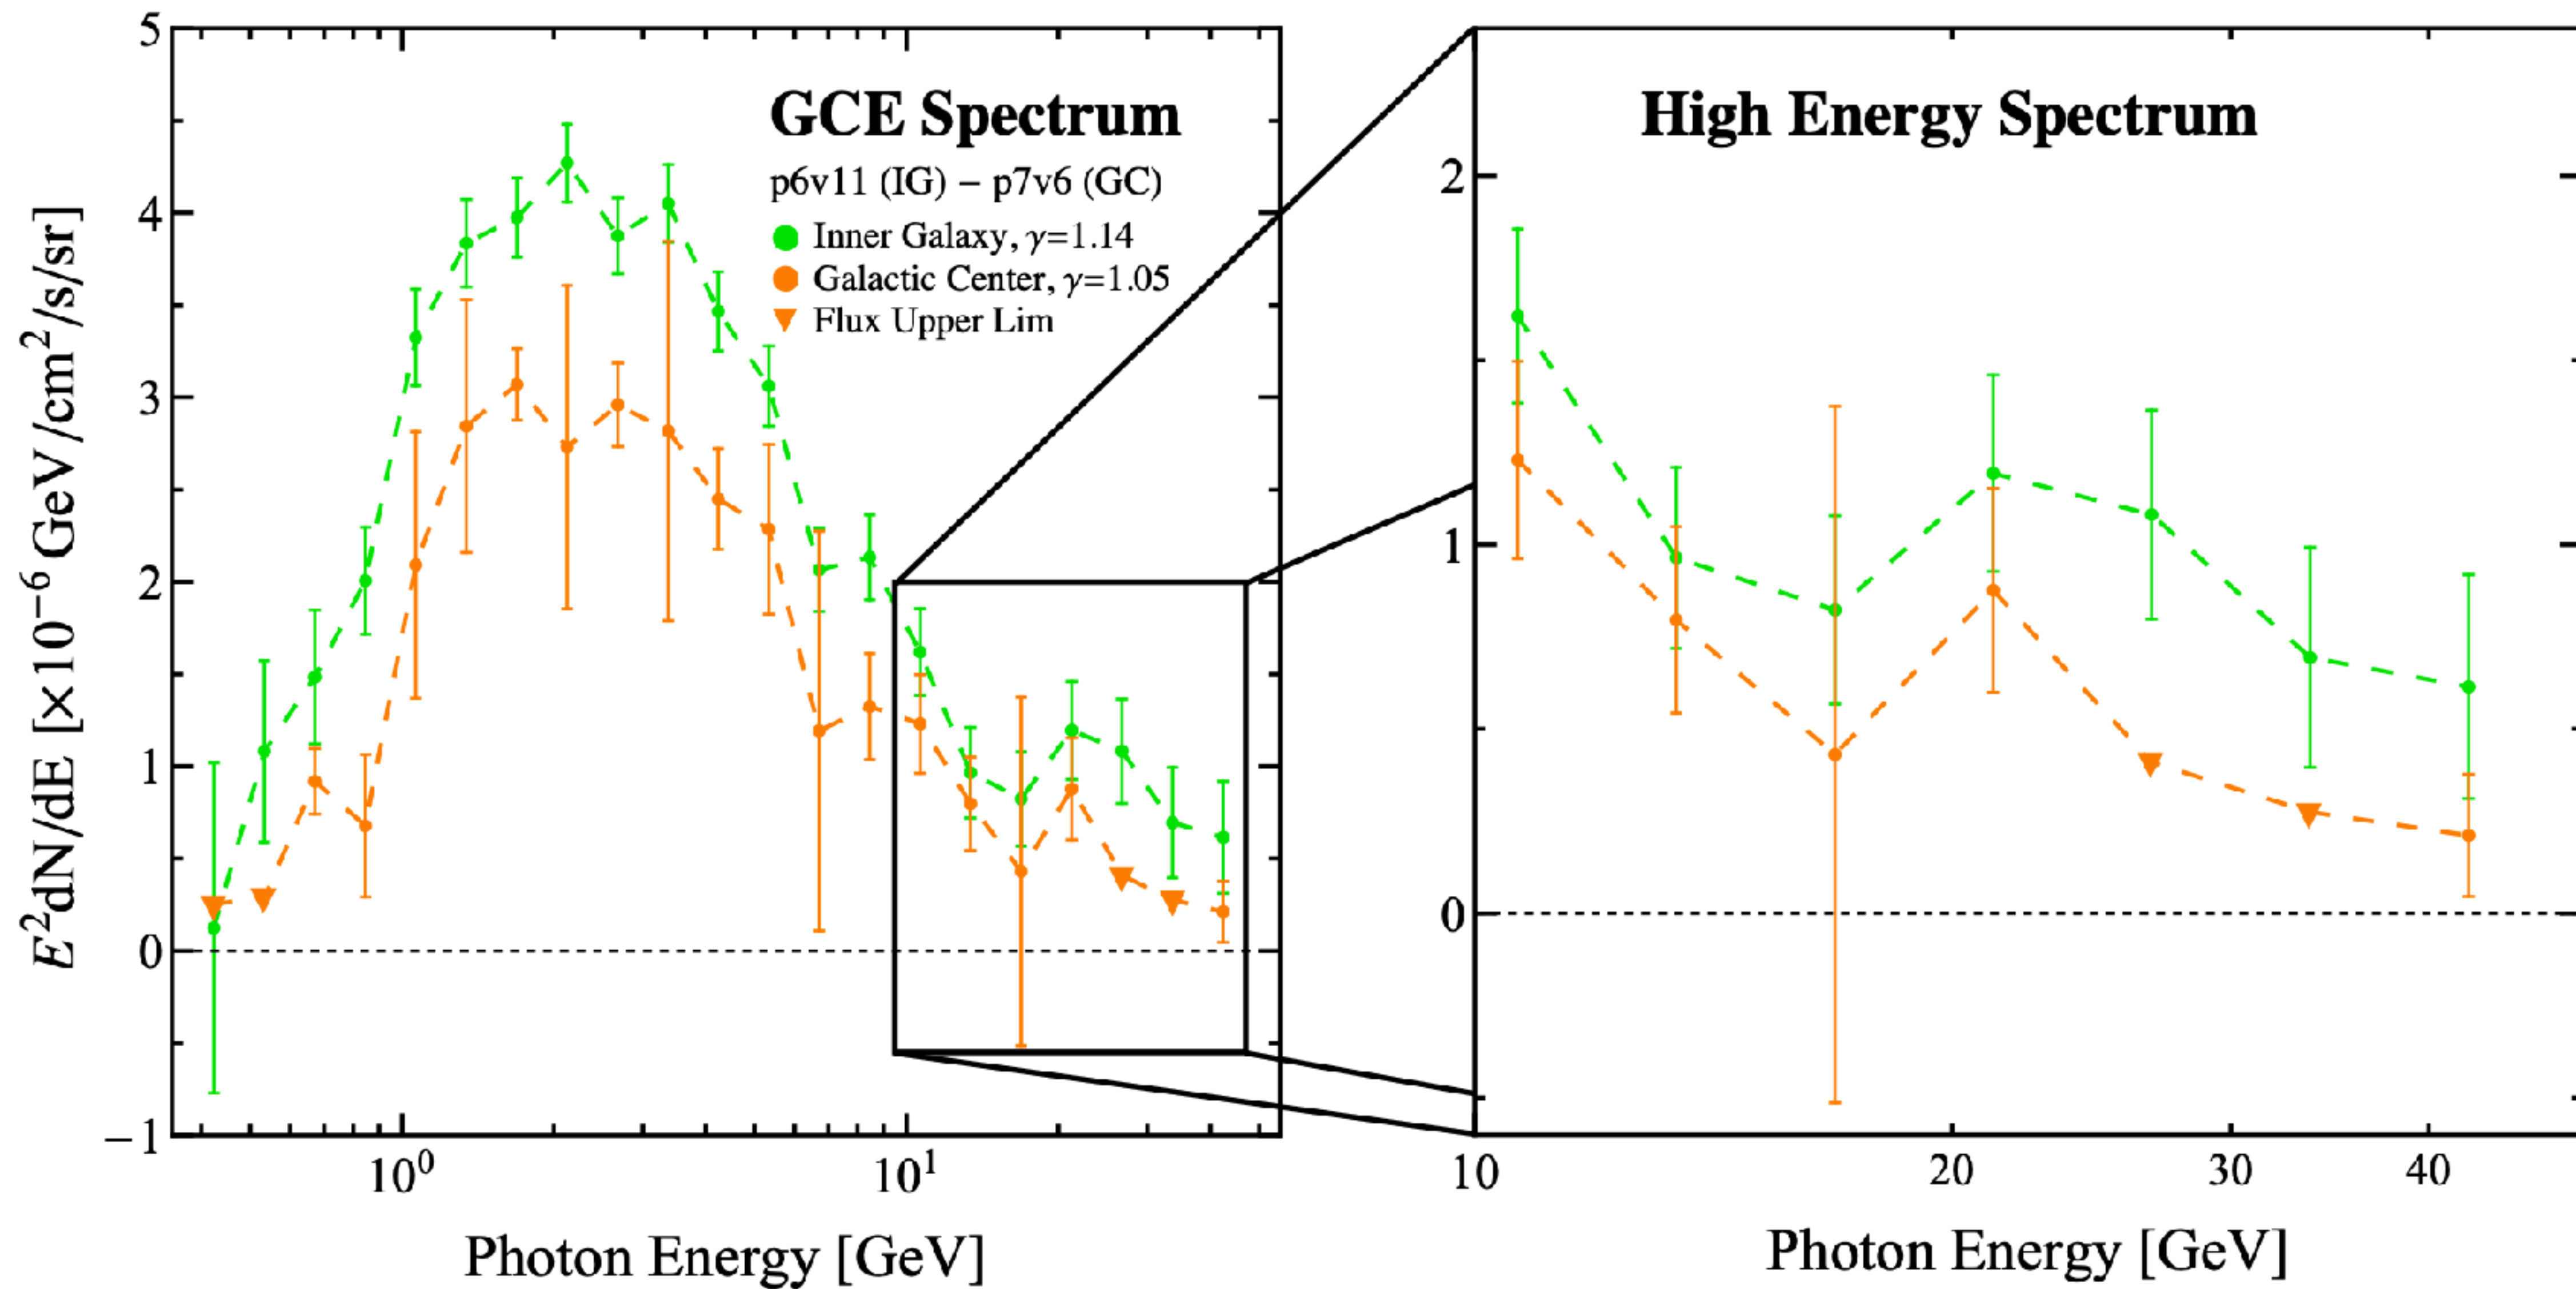 E²dN/dE [×10⁻⁶ GeV/cm²/s/sr]
5
4
3
2
1
0
−1
GCE Spectrum
p6v11 (IG) − p7v6 (GC)
Inner Galaxy, γ=1.14
Galactic Center, γ=1.05
Flux Upper Lim
10⁰ 10¹
Photon Energy [GeV]
High Energy Spectrum
2
1
0
10 20 30 40
Photon Energy [GeV]